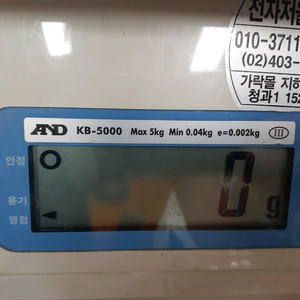 전자저울
010-3711
(02)403-
가락몰 지하
청과1 152
AND KB-5000 Max 5kg Min 0.04kg e=0.002kg III
안정
용기
영점
0 g